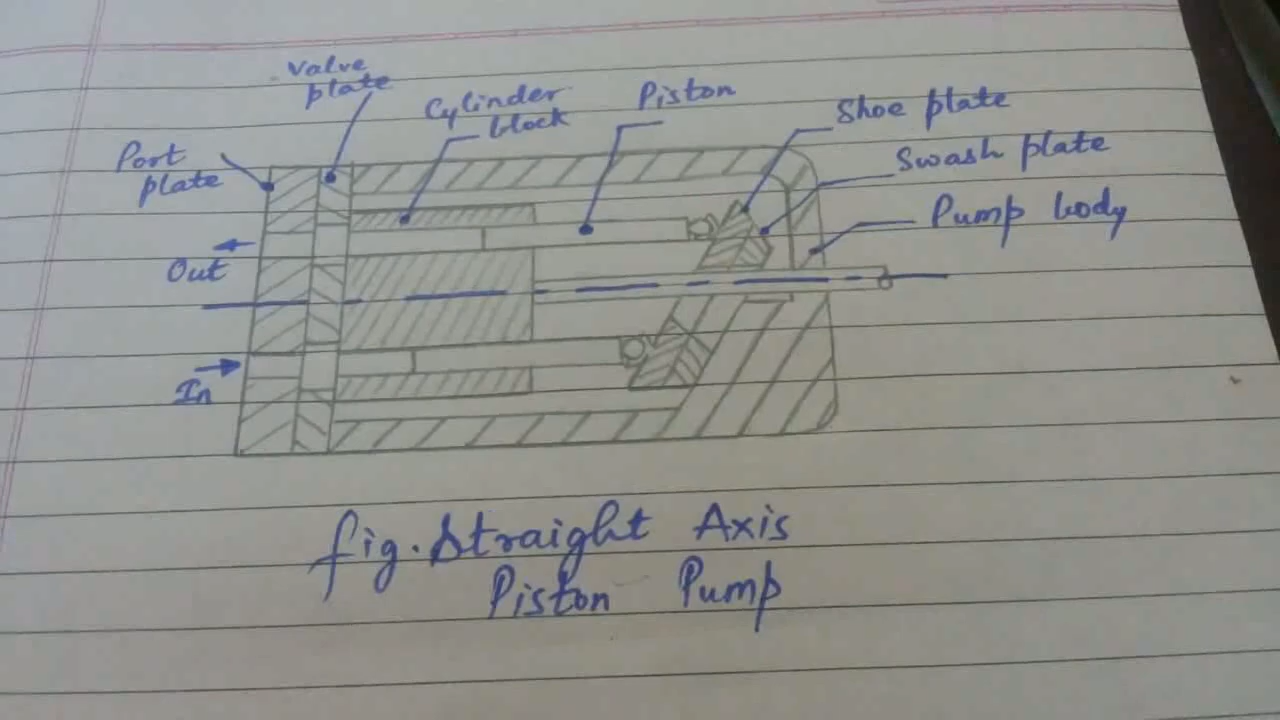 Valve
plate
Cylinder
block
Piston
Shoe plate
Swash plate
Pump body
Port
plate
Out
In
fig. Straight Axis
Piston Pump